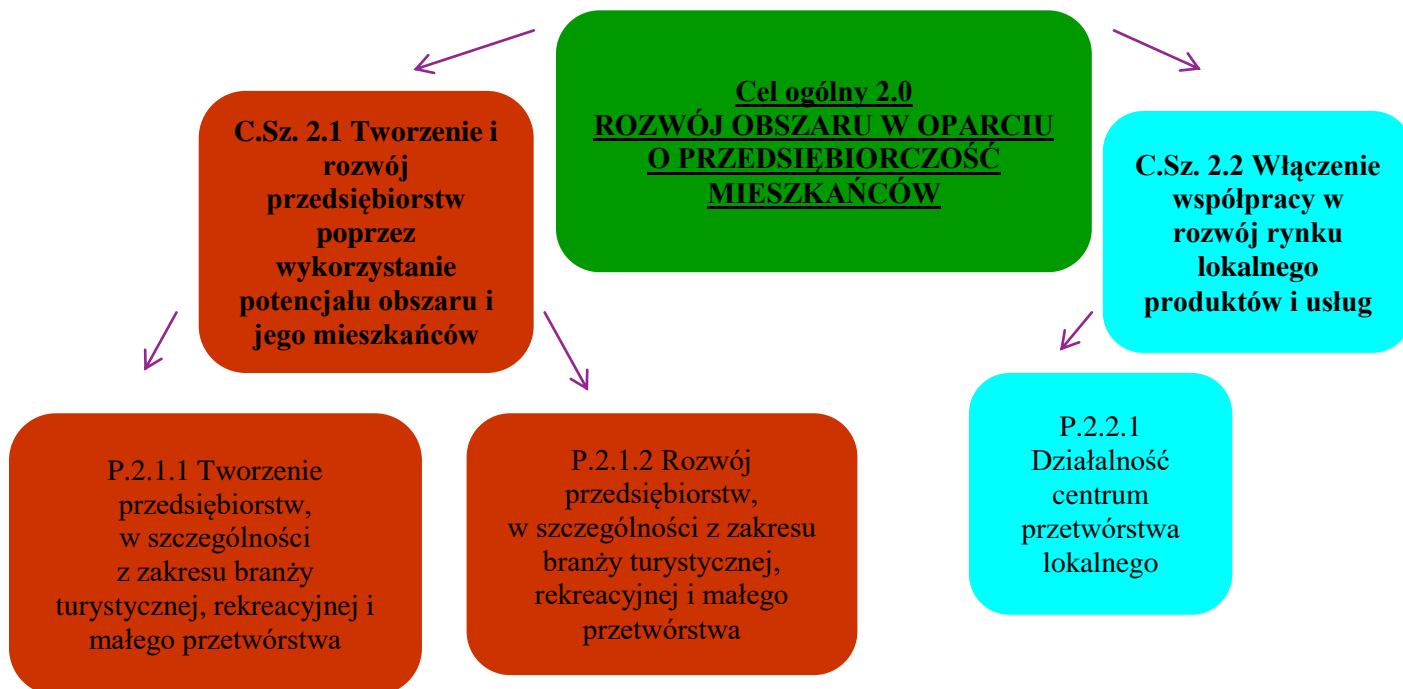 Cel ogólny 2.0
ROZWÓJ OBSZARU W OPARCIU
O PRZEDSIĘBIORCZOŚĆ
MIESZKAŃCÓW
C.Sz. 2.1 Tworzenie i
rozwój
przedsiębiorstw
poprzez
wykorzystanie
potencjału obszaru i
jego mieszkańców
C.Sz. 2.2 Włączenie
współpracy w
rozwój rynku
lokalnego
produktów i usług
P.2.1.1 Tworzenie
przedsiębiorstw,
w szczególności
z zakresu branży
turystycznej, rekreacyjnej i
małego przetwórstwa
P.2.1.2 Rozwój
przedsiębiorstw,
w szczególności z zakresu
branży turystycznej,
rekreacyjnej i małego
przetwórstwa
P.2.2.1
Działalność
centrum
przetwórstwa
lokalnego